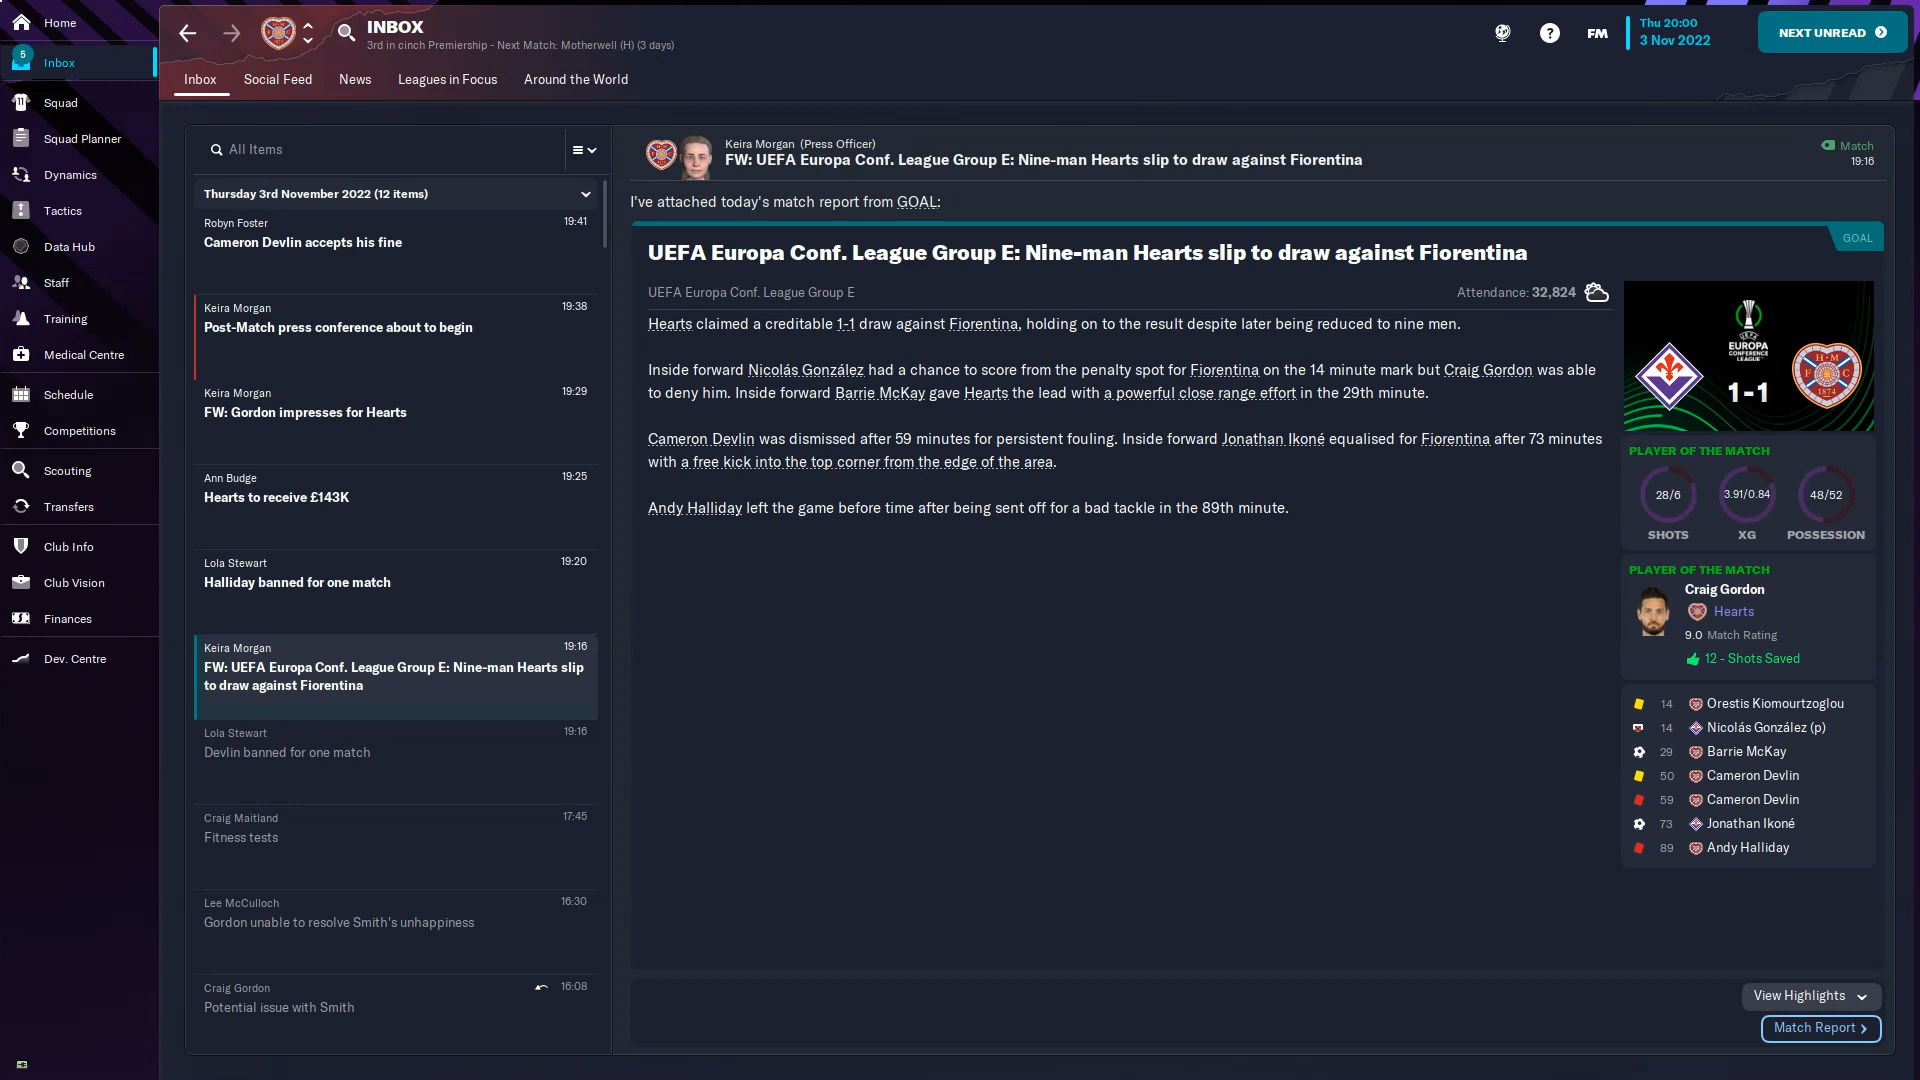 Home
5
Inbox
Squad
Squad Planner
Dynamics
Tactics
Data Hub
Staff
Training
Medical Centre
Schedule
Competitions
Scouting
Transfers
Club Info
Club Vision
Finances
Dev. Centre
INBOX
3rd in cinch Premiership - Next Match: Motherwell (H) (3 days)
?
FM
Thu 20:00
3 Nov 2022
NEXT UNREAD
Inbox
Social Feed
News
Leagues in Focus
Around the World
All Items
Thursday 3rd November 2022 (12 items)
Robyn Foster 19:41
Cameron Devlin accepts his fine
Keira Morgan 19:38
Post-Match press conference about to begin
Keira Morgan 19:29
FW: Gordon impresses for Hearts
Ann Budge 19:25
Hearts to receive £143K
Lola Stewart 19:20
Halliday banned for one match
Keira Morgan 19:16
FW: UEFA Europa Conf. League Group E: Nine-man Hearts slip
to draw against Fiorentina
Lola Stewart 19:16
Devlin banned for one match
Craig Maitland 17:45
Fitness tests
Lee McCulloch 16:30
Gordon unable to resolve Smith's unhappiness
Craig Gordon 16:08
Potential issue with Smith
Keira Morgan (Press Officer)
FW: UEFA Europa Conf. League Group E: Nine-man Hearts slip to draw against Fiorentina
Match
19:16
I've attached today's match report from GOAL:
GOAL
UEFA Europa Conf. League Group E: Nine-man Hearts slip to draw against Fiorentina
UEFA Europa Conf. League Group E
Attendance: 32,824
Hearts claimed a creditable 1-1 draw against Fiorentina, holding on to the result despite later being reduced to nine men.
Inside forward Nicolás González had a chance to score from the penalty spot for Fiorentina on the 14 minute mark but Craig Gordon was able
to deny him. Inside forward Barrie McKay gave Hearts the lead with a powerful close range effort in the 29th minute.
Cameron Devlin was dismissed after 59 minutes for persistent fouling. Inside forward Jonathan Ikoné equalised for Fiorentina after 73 minutes
with a free kick into the top corner from the edge of the area.
Andy Halliday left the game before time after being sent off for a bad tackle in the 89th minute.
UEFA
EUROPA
CONFERENCE
LEAGUE
1-1
H M
F C
1874
PLAYER OF THE MATCH
28/6
3.91/0.84
48/52
SHOTS
XG
POSSESSION
PLAYER OF THE MATCH
Craig Gordon
Hearts
9.0 Match Rating
12 - Shots Saved
14 Orestis Kiomourtzoglou
14 Nicolás González (p)
29 Barrie McKay
50 Cameron Devlin
59 Cameron Devlin
73 Jonathan Ikoné
89 Andy Halliday
View Highlights
Match Report